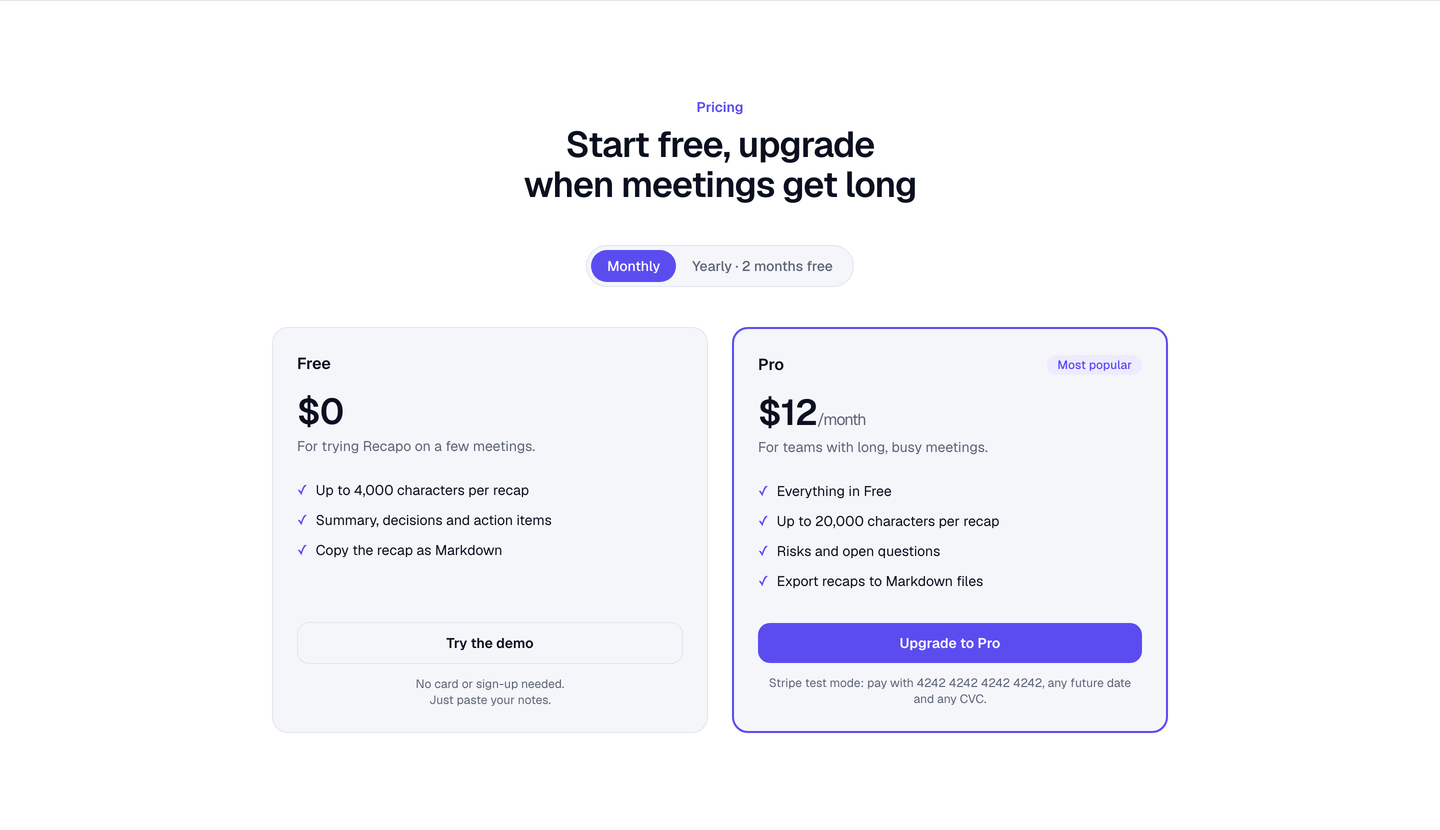 Pricing
Start free, upgrade
when meetings get long
Monthly
Yearly · 2 months free
Free
$0
For trying Recapo on a few meetings.
✓ Up to 4,000 characters per recap
✓ Summary, decisions and action items
✓ Copy the recap as Markdown
Try the demo
No card or sign-up needed.
Just paste your notes.
Pro
Most popular
$12/month
For teams with long, busy meetings.
✓ Everything in Free
✓ Up to 20,000 characters per recap
✓ Risks and open questions
✓ Export recaps to Markdown files
Upgrade to Pro
Stripe test mode: pay with 4242 4242 4242 4242, any future date
and any CVC.